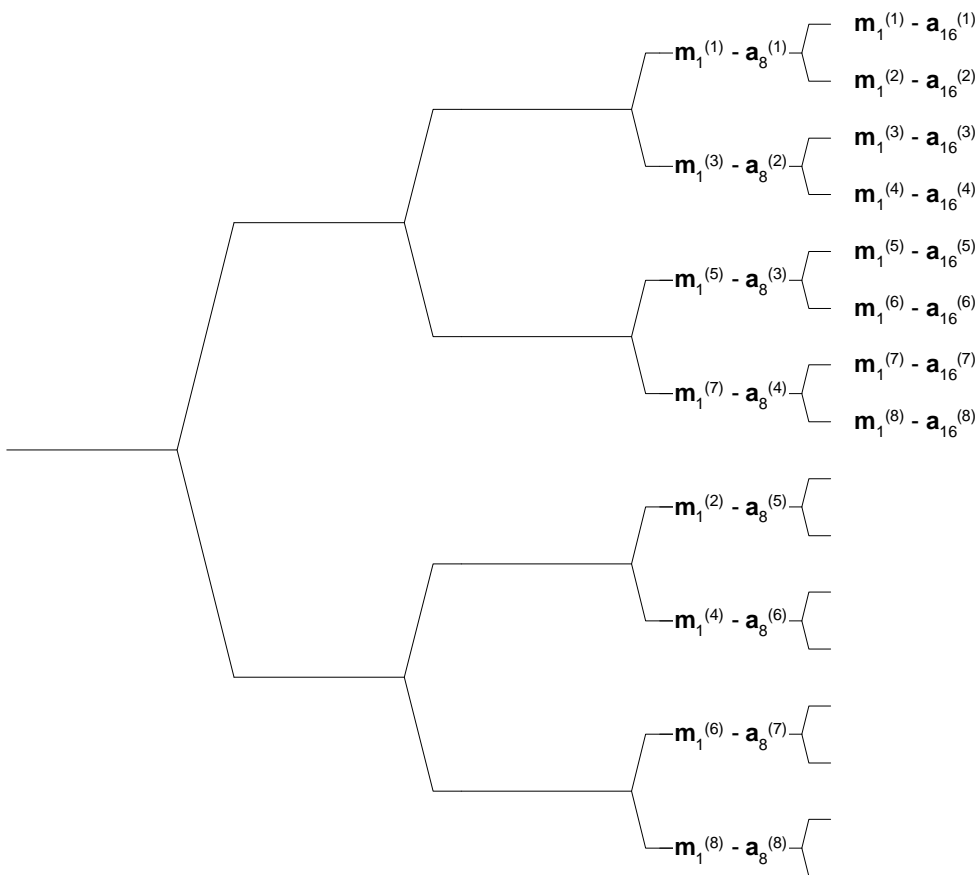 m₁⁽¹⁾ - a₁₆⁽¹⁾
m₁⁽¹⁾ - a₈⁽¹⁾
m₁⁽²⁾ - a₁₆⁽²⁾
m₁⁽³⁾ - a₁₆⁽³⁾
m₁⁽³⁾ - a₈⁽²⁾
m₁⁽⁴⁾ - a₁₆⁽⁴⁾
m₁⁽⁵⁾ - a₁₆⁽⁵⁾
m₁⁽⁵⁾ - a₈⁽³⁾
m₁⁽⁶⁾ - a₁₆⁽⁶⁾
m₁⁽⁷⁾ - a₁₆⁽⁷⁾
m₁⁽⁷⁾ - a₈⁽⁴⁾
m₁⁽⁸⁾ - a₁₆⁽⁸⁾
m₁⁽²⁾ - a₈⁽⁵⁾
m₁⁽⁴⁾ - a₈⁽⁶⁾
m₁⁽⁶⁾ - a₈⁽⁷⁾
m₁⁽⁸⁾ - a₈⁽⁸⁾